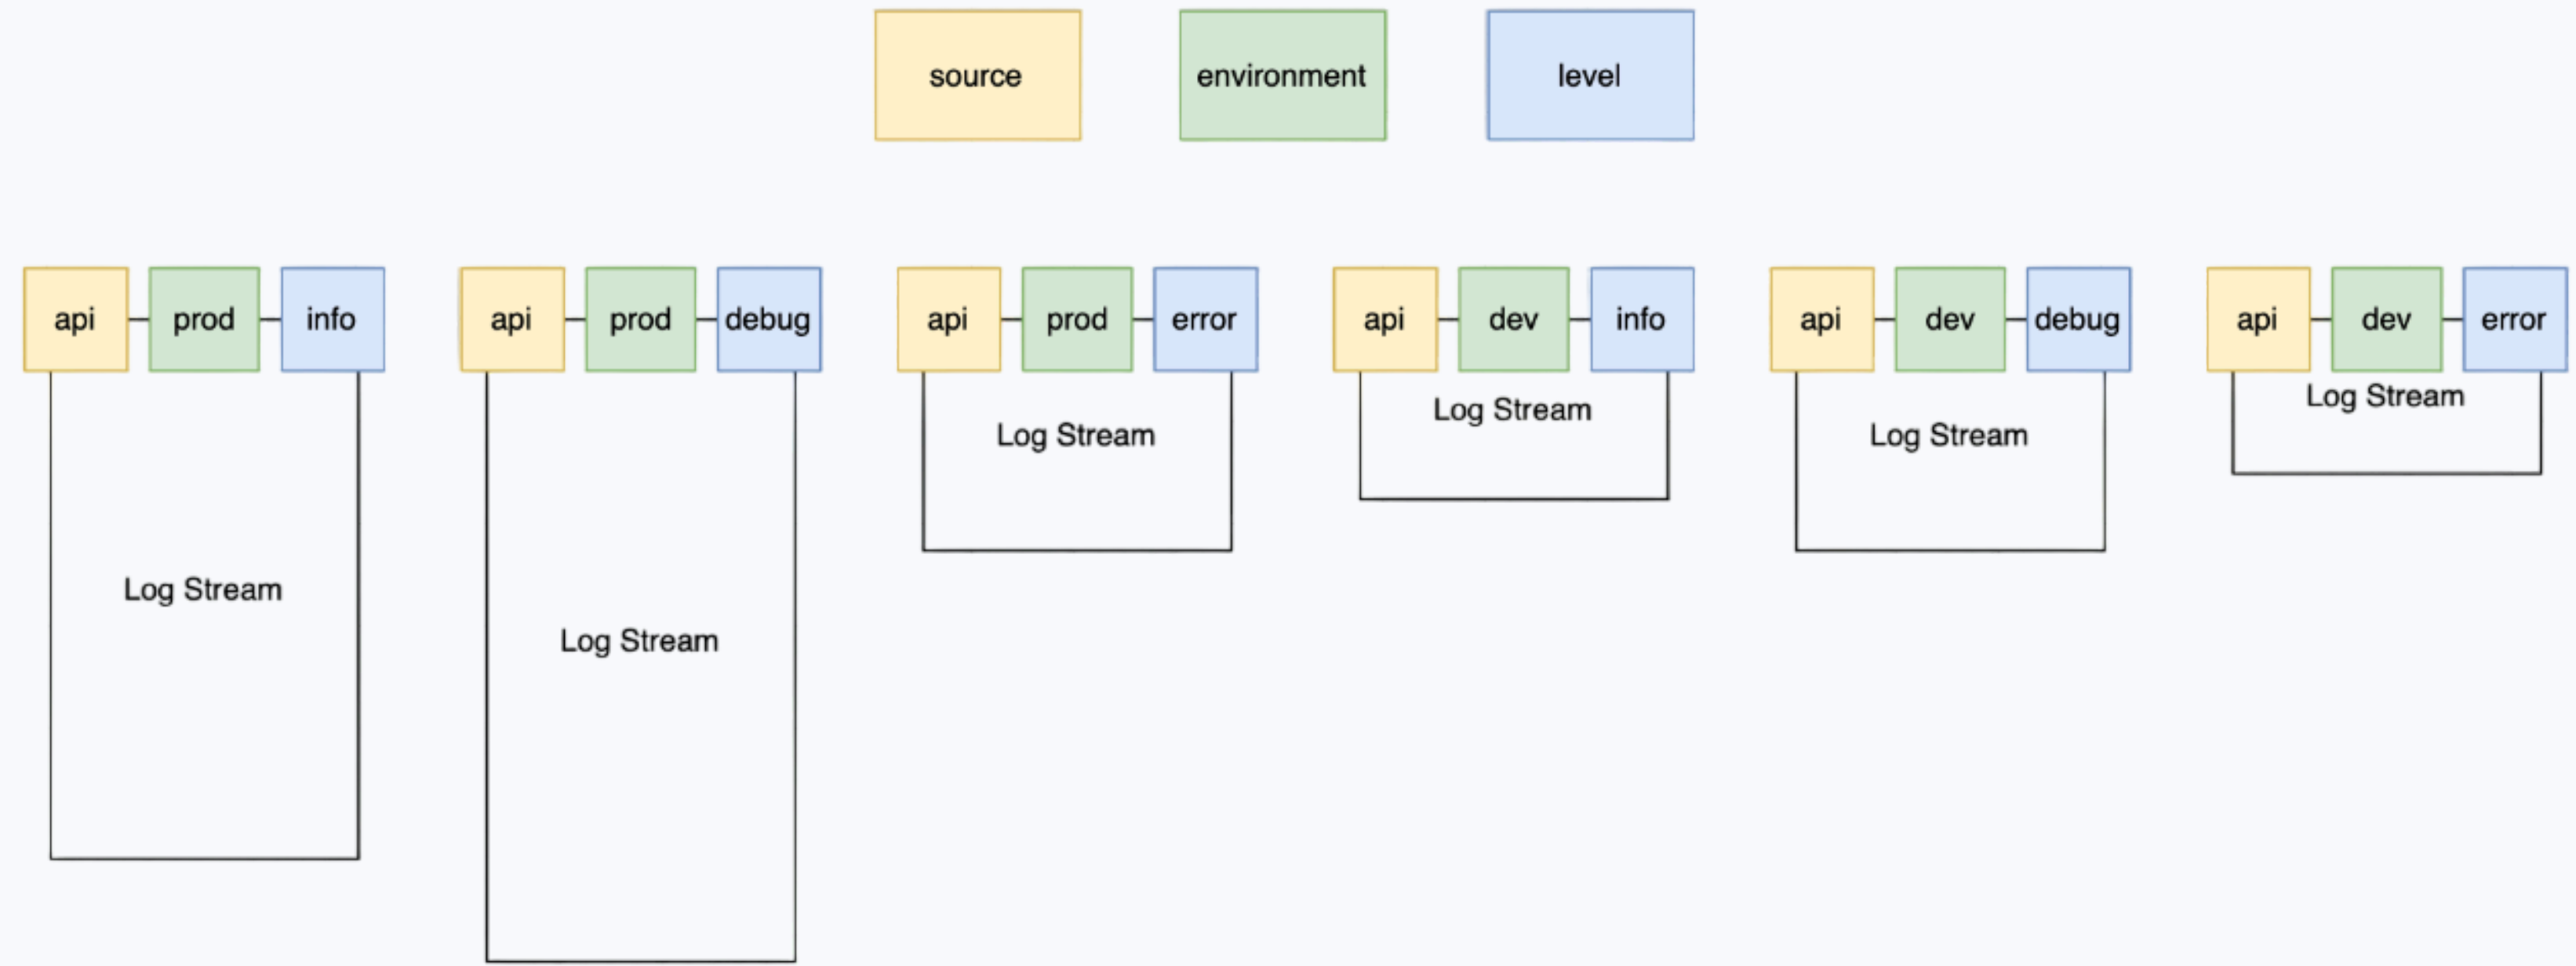 source
environment
level
api
prod
info
api
prod
debug
api
prod
error
api
dev
info
api
dev
debug
api
dev
error
Log Stream
Log Stream
Log Stream
Log Stream
Log Stream
Log Stream